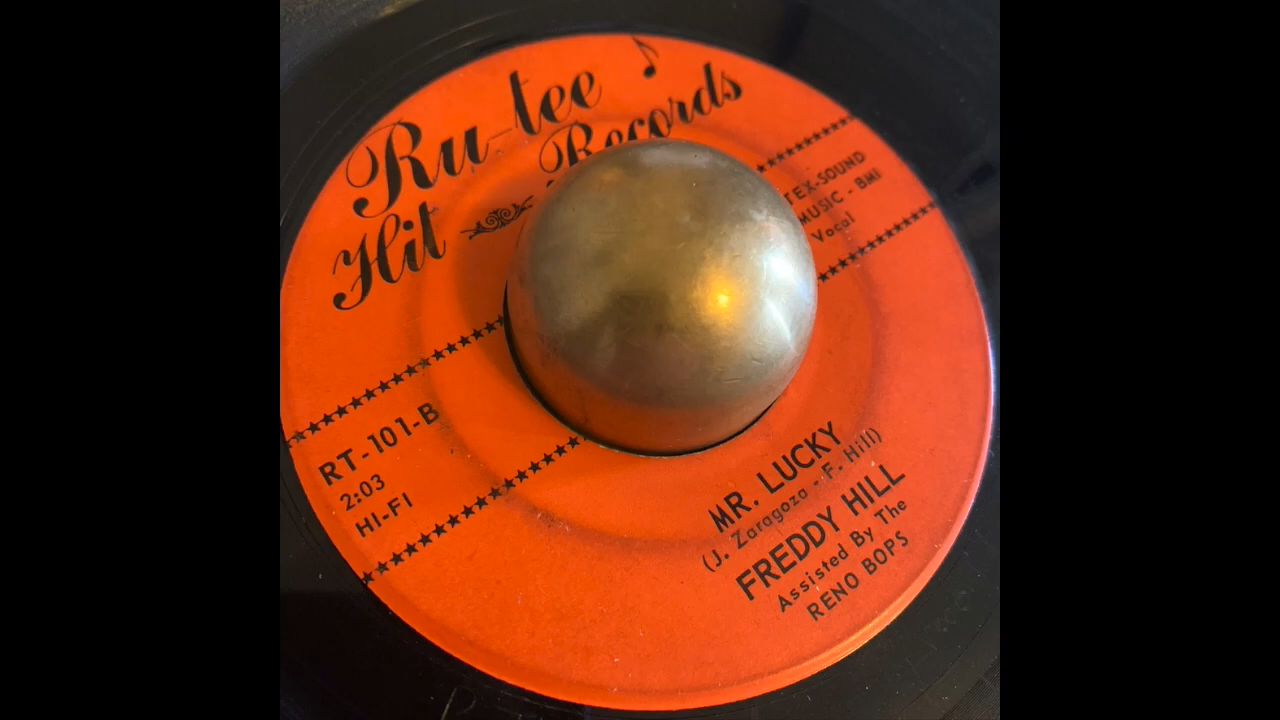 Ru-tee
Hit Records
TEX-SOUND
MUSIC - BMI
Vocal
RT-101-B
2:03
HI-FI
MR. LUCKY
(J. Zaragoza - F. Hill)
FREDDY HILL
Assisted By The
RENO BOPS